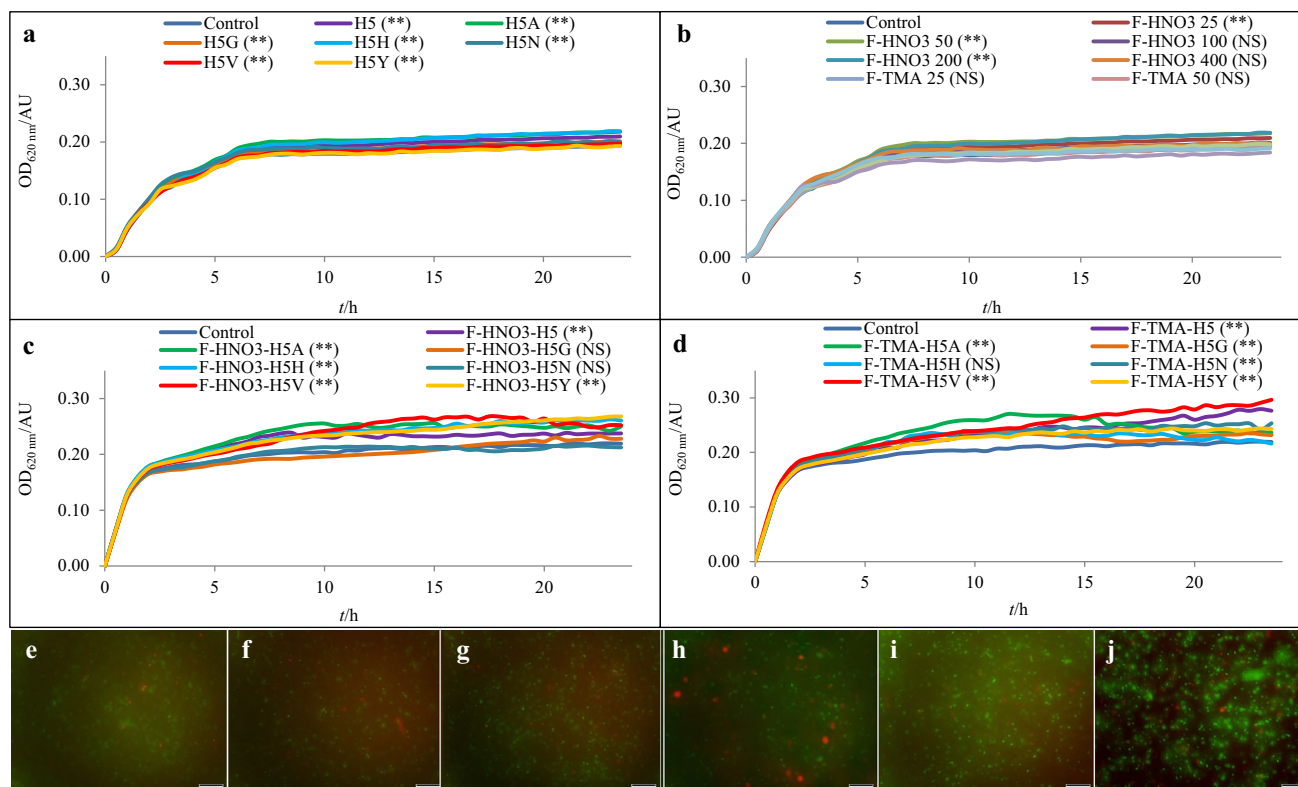 a
Control H5 (**) H5A (**)
H5G (**) H5H (**) H5N (**)
H5V (**) H5Y (**)
0.30
0.20
0.10
0.00
OD620 nm/AU
0 5 10 15 20
t/h
b
Control F-HNO3 25 (**)
F-HNO3 50 (**) F-HNO3 100 (NS)
F-HNO3 200 (**) F-HNO3 400 (NS)
F-TMA 25 (NS) F-TMA 50 (NS)
0.30
0.20
0.10
0.00
OD620 nm/AU
0 5 10 15 20
t/h
c
Control F-HNO3-H5 (**)
F-HNO3-H5A (**) F-HNO3-H5G (NS)
F-HNO3-H5H (**) F-HNO3-H5N (NS)
F-HNO3-H5V (**) F-HNO3-H5Y (**)
0.30
0.20
0.10
0.00
OD620 nm/AU
0 5 10 15 20
t/h
d
Control F-TMA-H5 (**)
F-TMA-H5A (**) F-TMA-H5G (**)
F-TMA-H5H (NS) F-TMA-H5N (**)
F-TMA-H5V (**) F-TMA-H5Y (**)
0.30
0.20
0.10
0.00
OD620 nm/AU
0 5 10 15 20
t/h
e f g h i j